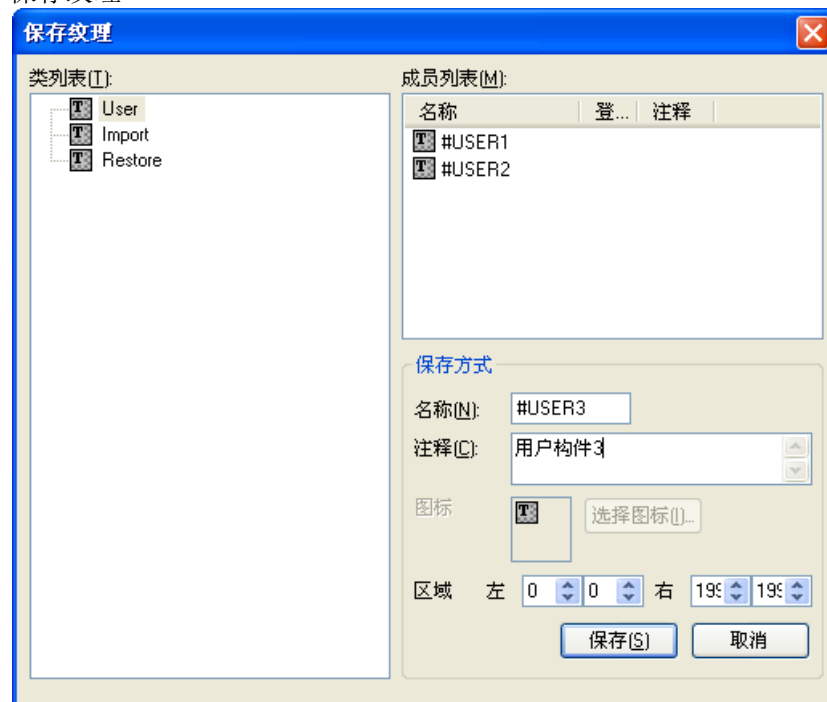 保存纹理
类列表(T):
User
Import
Restore
成员列表(M):
名称 登... 注释
#USER1
#USER2
保存方式
名称(N): #USER3
注释(C): 用户构件3
图标 选择图标(I)...
区域 左 0 0 右 199 199
保存(S) 取消